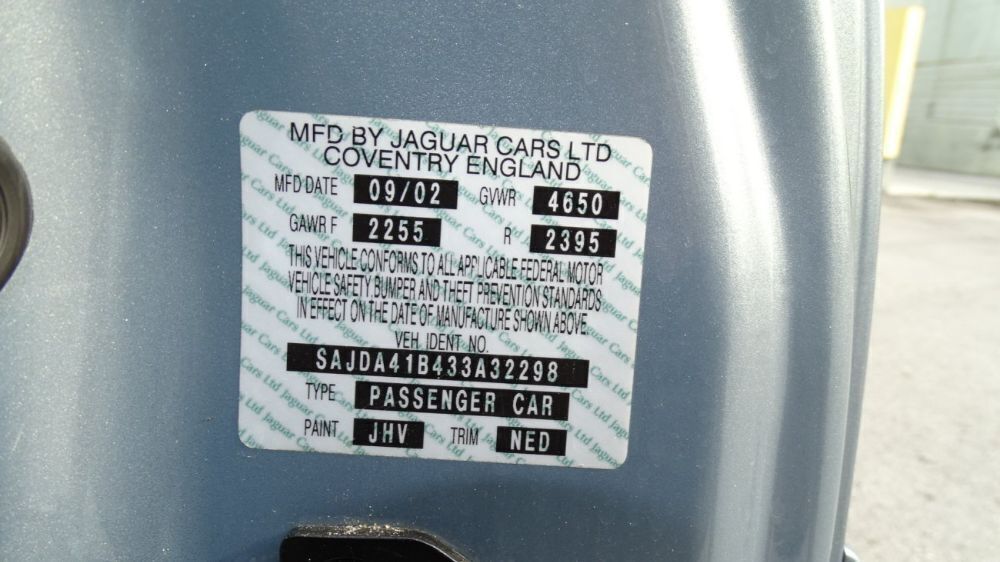 MFD BY JAGUAR CARS LTD
COVENTRY ENGLAND
MFD DATE 09/02 GVWR 4650
GAWR F 2255 R 2395
THIS VEHICLE CONFORMS TO ALL APPLICABLE FEDERAL MOTOR
VEHICLE SAFETY BUMPER AND THEFT PREVENTION STANDARDS
IN EFFECT ON THE DATE OF MANUFACTURE SHOWN ABOVE.
VEH. IDENT NO.
SAJDA41B433A32298
TYPE PASSENGER CAR
PAINT JHV TRIM NED